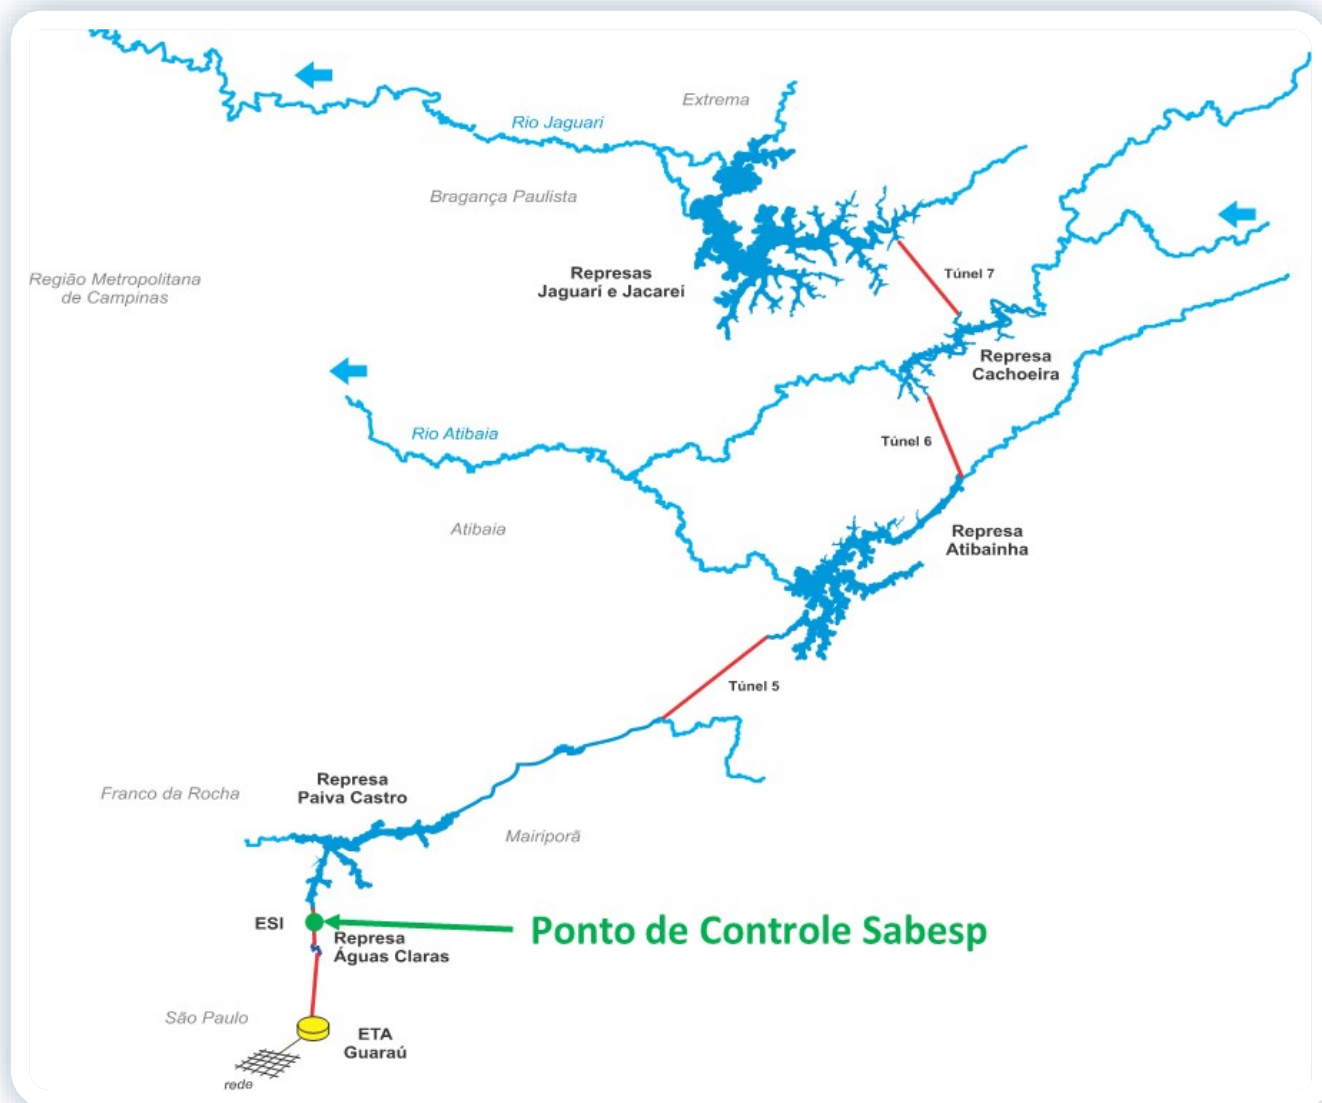 Extrema
Rio Jaguari
Bragança Paulista
Região Metropolitana
de Campinas
Represas
Jaguari e Jacarei
Túnel 7
Represa
Cachoeira
Rio Atibaia
Túnel 6
Atibaia
Represa
Atibainha
Túnel 5
Represa
Paiva Castro
Franco da Rocha
Mairiporã
ESI
Ponto de Controle Sabesp
Represa
Águas Claras
São Paulo
ETA
Guaraú
rede